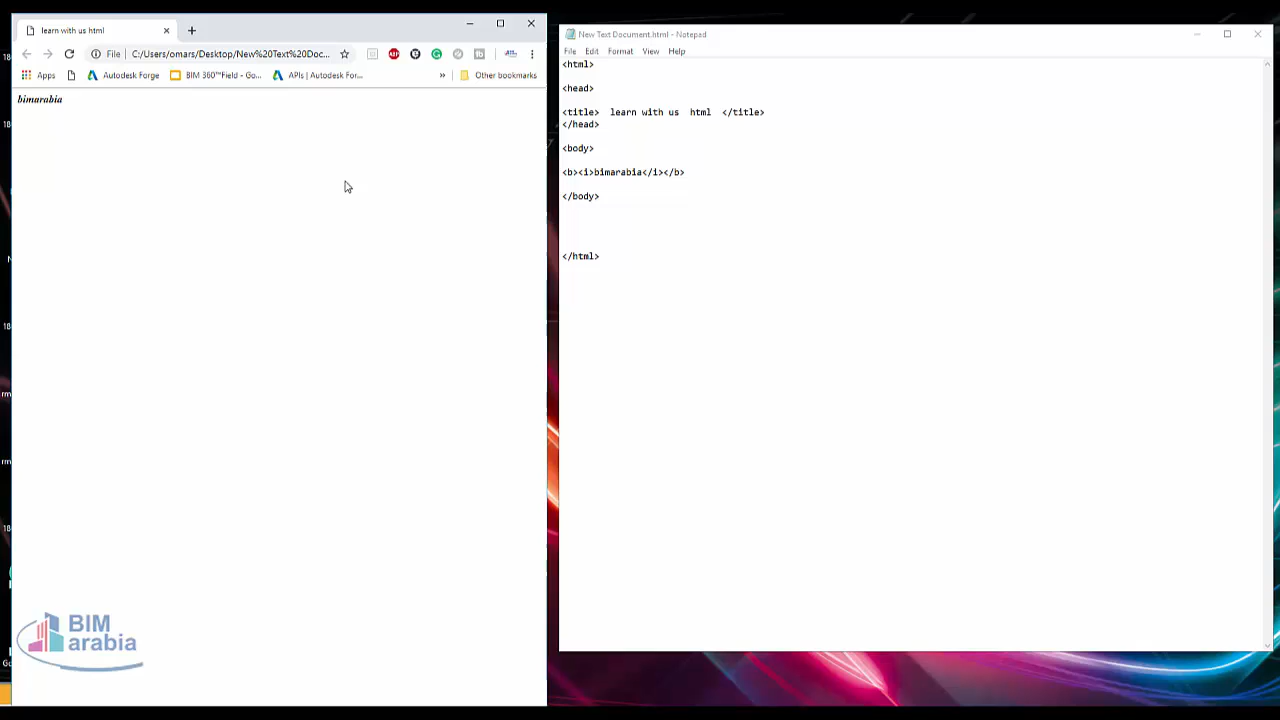 learn with us html
File
C:/Users/omars/Desktop/New%20Text%20Doc...
Apps
Autodesk Forge
BIM 360™Field - Go...
APIs | Autodesk For...
»
Other bookmarks
bimarabia
BIM
arabia
New Text Document.html - Notepad
File Edit Format View Help
<html>
<head>
<title>  learn with us  html  </title>
</head>
<body>
<b><i>bimarabia</i></b>
</body>
</html>